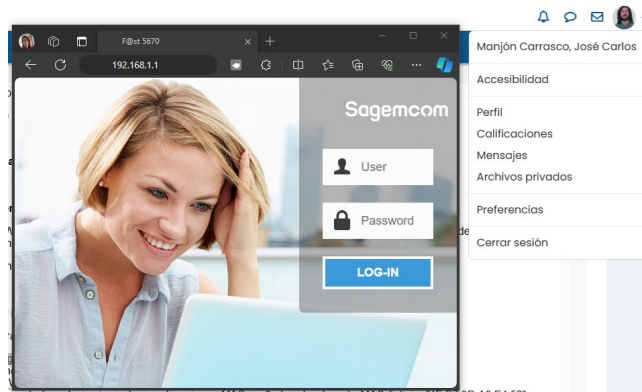 F@st 5670
192.168.1.1
Sagemcom
User
Password
LOG-IN
Manjón Carrasco, José Carlos
Accesibilidad
Perfil
Calificaciones
Mensajes
Archivos privados
Preferencias
Cerrar sesión
de